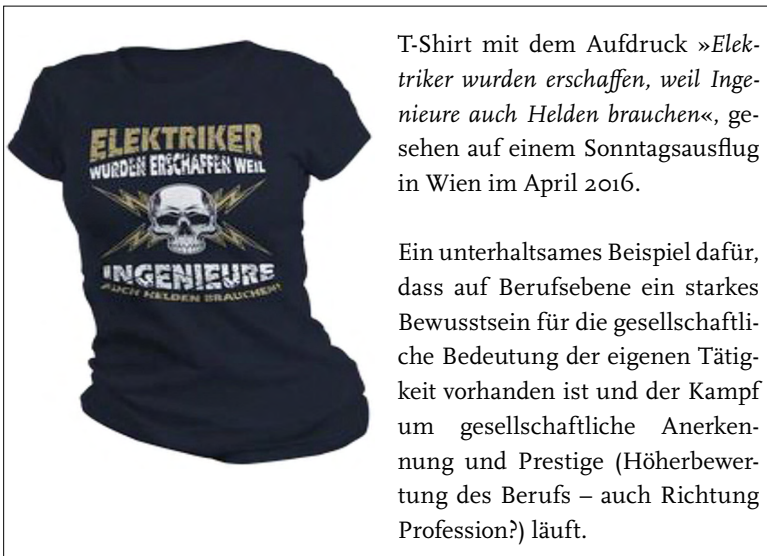 ELEKTRIKER
WURDEN ERSCHAFFEN WEIL
INGENIEURE
AUCH HELDEN BRAUCHEN!
T-Shirt mit dem Aufdruck »Elek-
triker wurden erschaffen, weil Inge-
nieure auch Helden brauchen«, ge-
sehen auf einem Sonntagsausflug
in Wien im April 2016.
Ein unterhaltsames Beispiel dafür,
dass auf Berufsebene ein starkes
Bewusstsein für die gesellschaftli-
che Bedeutung der eigenen Tätig-
keit vorhanden ist und der Kampf
um gesellschaftliche Anerken-
nung und Prestige (Höherbewer-
tung des Berufs – auch Richtung
Profession?) läuft.